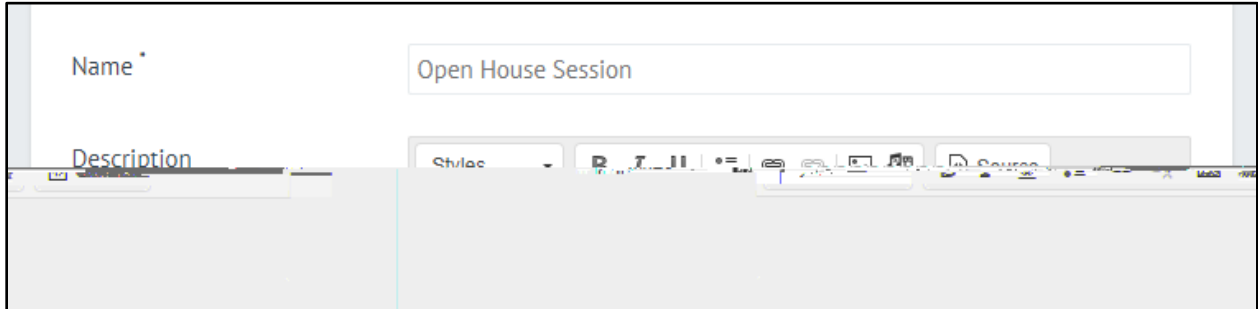 Name *
Open House Session
Description
Styles
B I U
Source